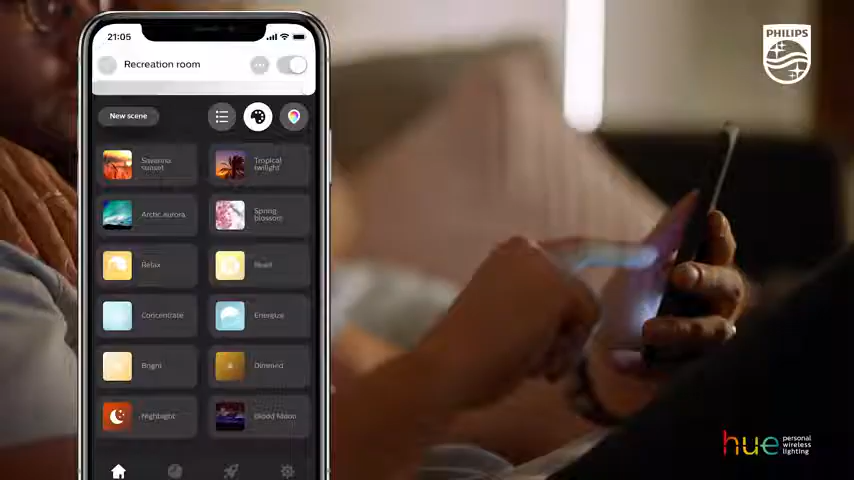 21:05
Recreation room
New scene
Savanna sunset
Tropical twilight
Arctic aurora
Spring blossom
Relax
Read
Concentrate
Energize
Bright
Dimmed
Nightlight
Blood Moon
PHILIPS
hue personal wireless lighting